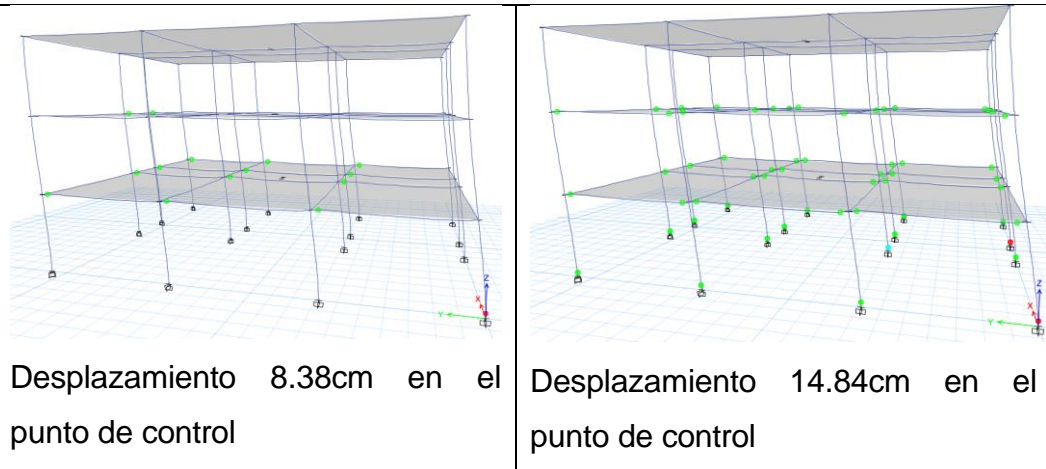 Z
X
Y
Desplazamiento 8.38cm en el
punto de control
Z
X
Y
Desplazamiento 14.84cm en el
punto de control